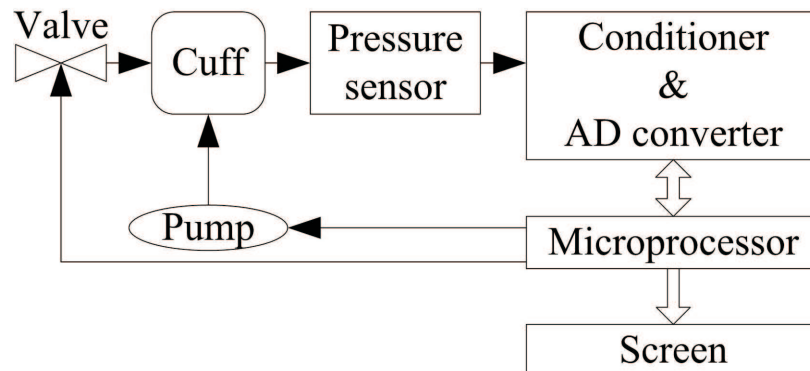 Valve
Cuff
Pressure
sensor
Conditioner
&
AD converter
Pump
Microprocessor
Screen